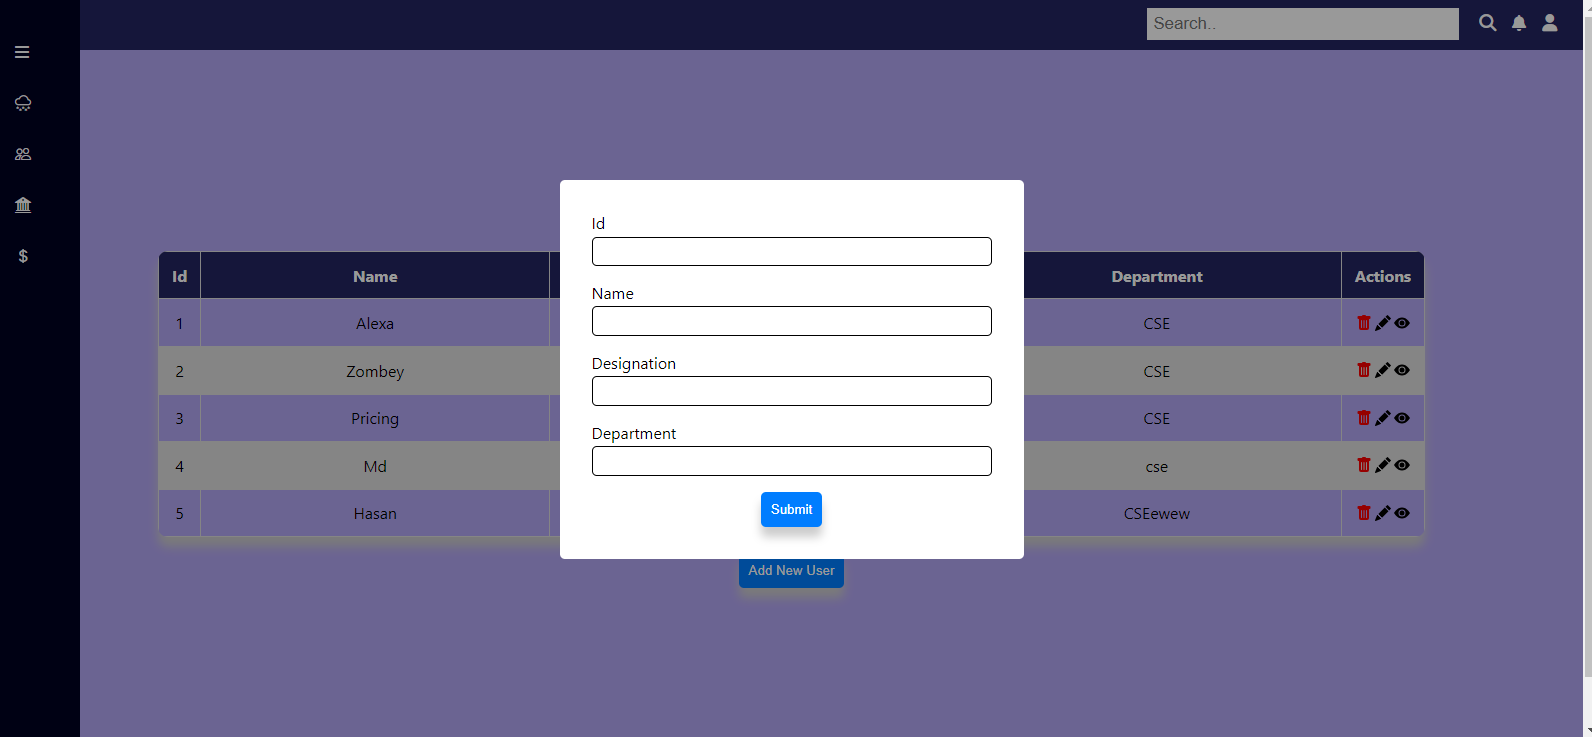 Search..
Id
Name
Designation
Department
Submit
Id Name Department Actions
1 Alexa CSE
2 Zombey CSE
3 Pricing CSE
4 Md cse
5 Hasan CSEewew
Add New User